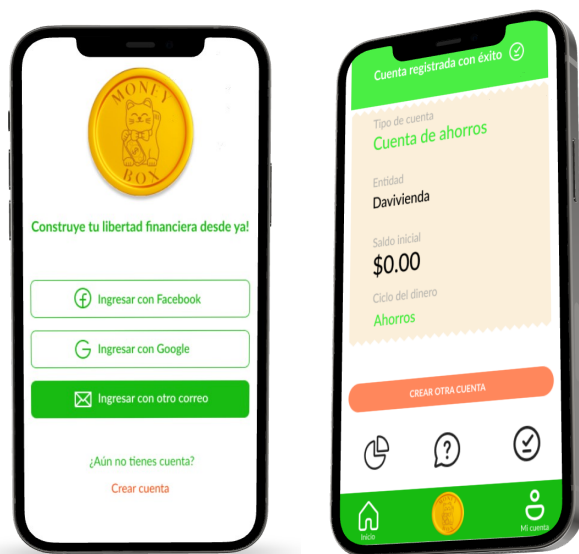 MONEY
BOX
Construye tu libertad financiera desde ya!
Ingresar con Facebook
Ingresar con Google
Ingresar con otro correo
¿Aún no tienes cuenta?
Crear cuenta
Cuenta registrada con éxito
Tipo de cuenta
Cuenta de ahorros
Entidad
Davivienda
Saldo inicial
$0.00
Ciclo del dinero
Ahorros
CREAR OTRA CUENTA
Inicio
Mi cuenta